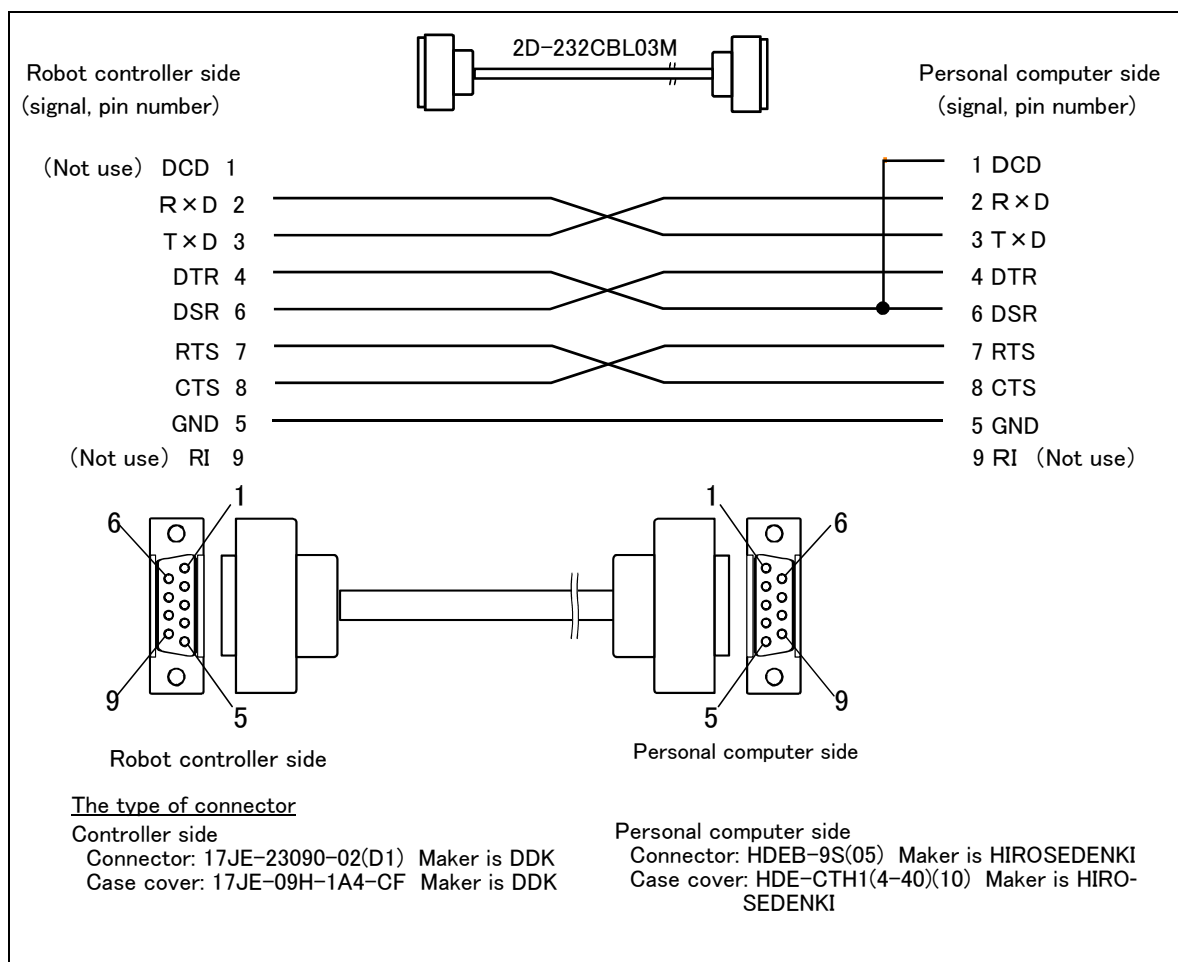 2D-232CBL03M
Robot controller side
(signal, pin number)
Personal computer side
(signal, pin number)
(Not use) DCD 1
1 DCD
R×D 2
2 R×D
T×D 3
3 T×D
DTR 4
4 DTR
DSR 6
6 DSR
RTS 7
7 RTS
CTS 8
8 CTS
GND 5
5 GND
(Not use) RI 9
9 RI (Not use)
1
6
9
5
1
6
5
9
Robot controller side
Personal computer side
The type of connector
Controller side
Connector: 17JE-23090-02(D1) Maker is DDK
Case cover: 17JE-09H-1A4-CF Maker is DDK
Personal computer side
Connector: HDEB-9S(05) Maker is HIROSEDENKI
Case cover: HDE-CTH1(4-40)(10) Maker is HIRO-
SEDENKI